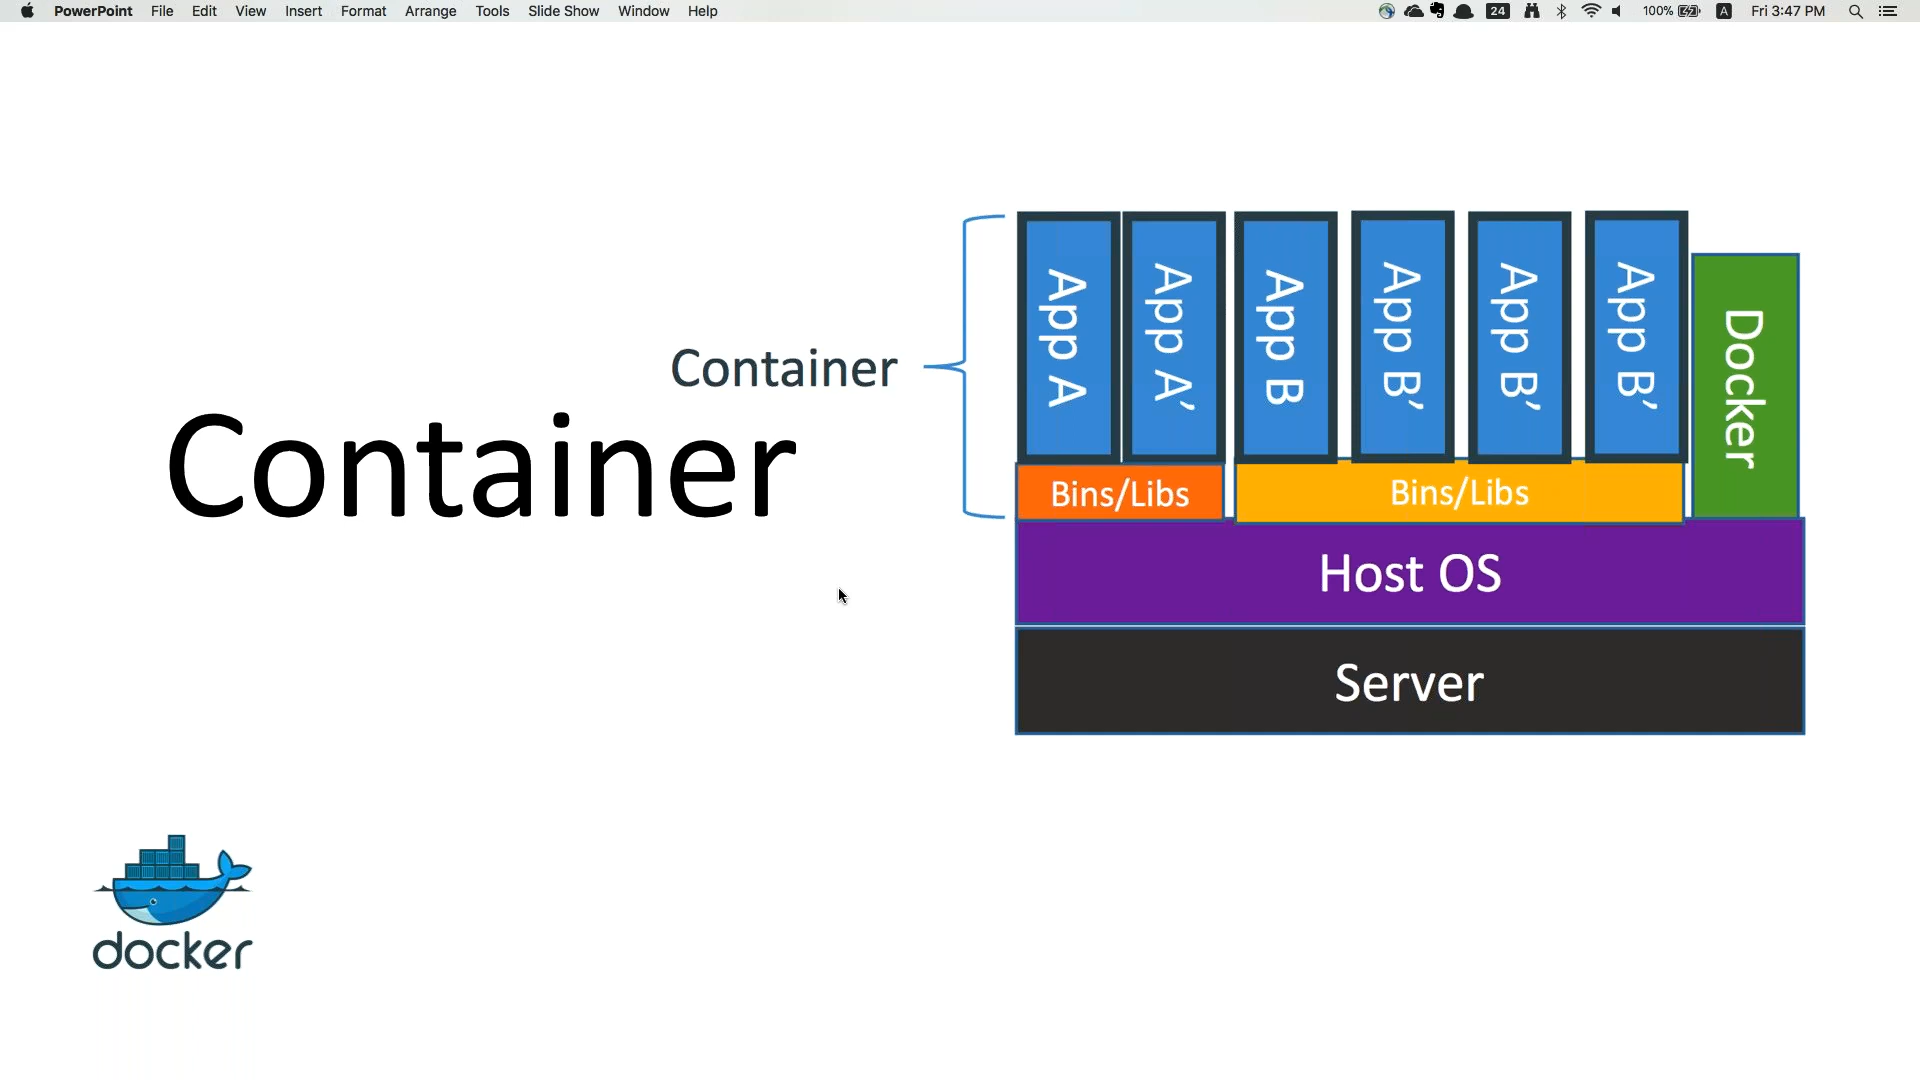 PowerPoint File Edit View Insert Format Arrange Tools Slide Show Window Help 24 100% A Fri 3:47 PM
Container
Container
App A
App A’
App B
App B’
App B’
App B’
Docker
Bins/Libs
Bins/Libs
Host OS
Server
docker